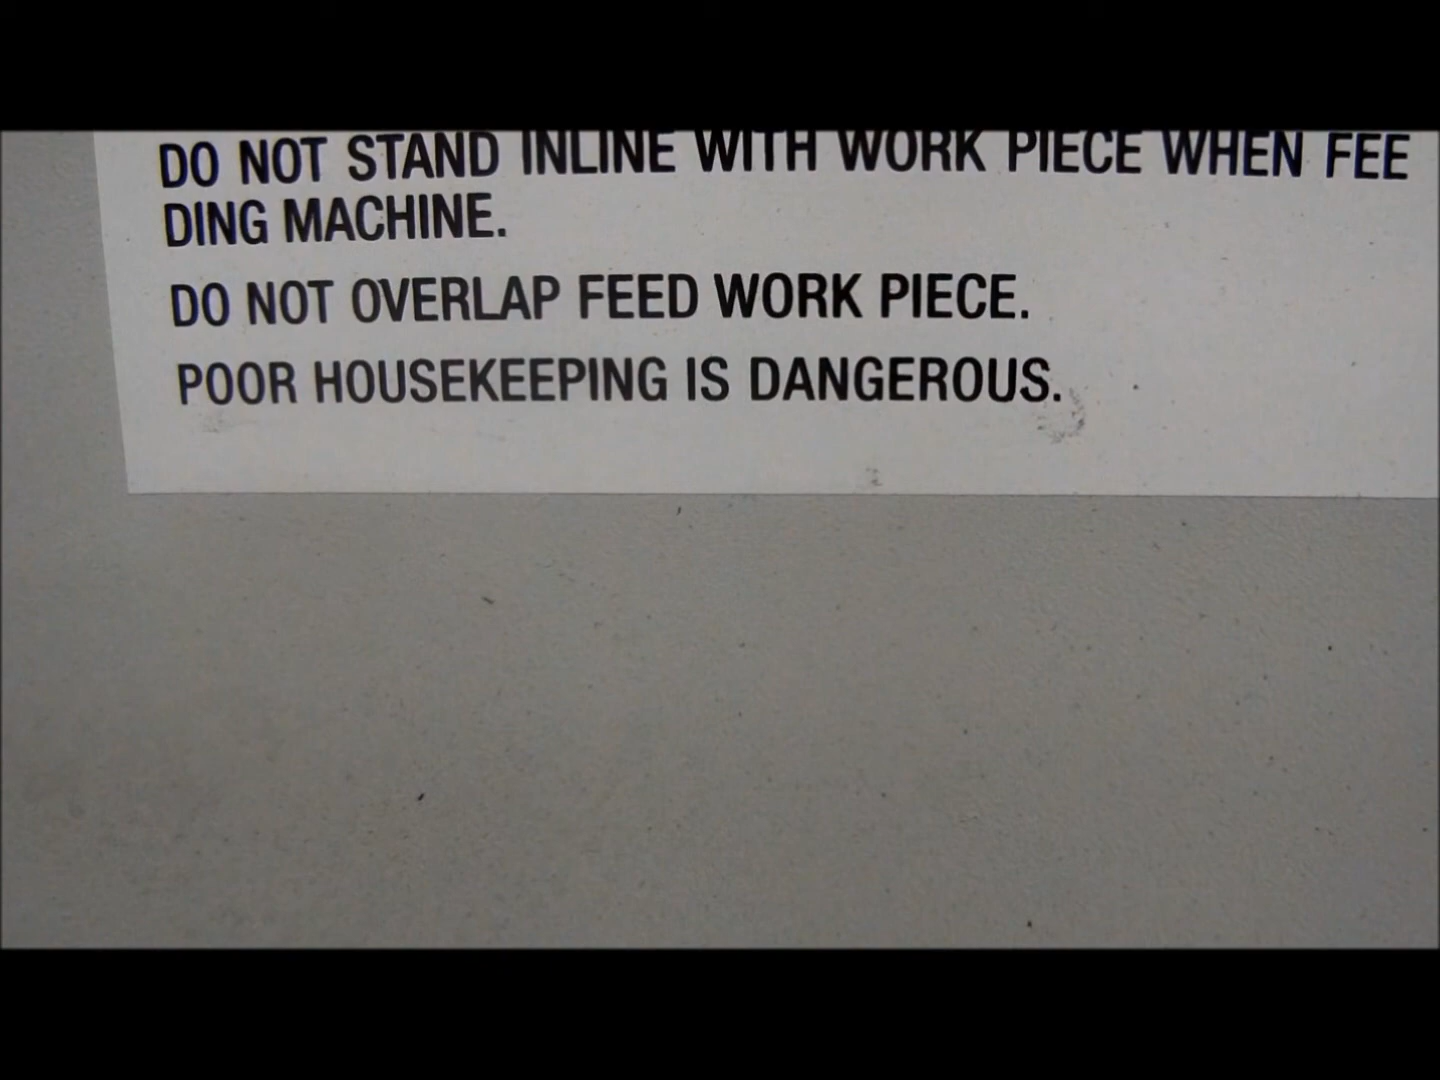 DO NOT STAND INLINE WITH WORK PIECE WHEN FEE
DING MACHINE.
DO NOT OVERLAP FEED WORK PIECE.
POOR HOUSEKEEPING IS DANGEROUS.